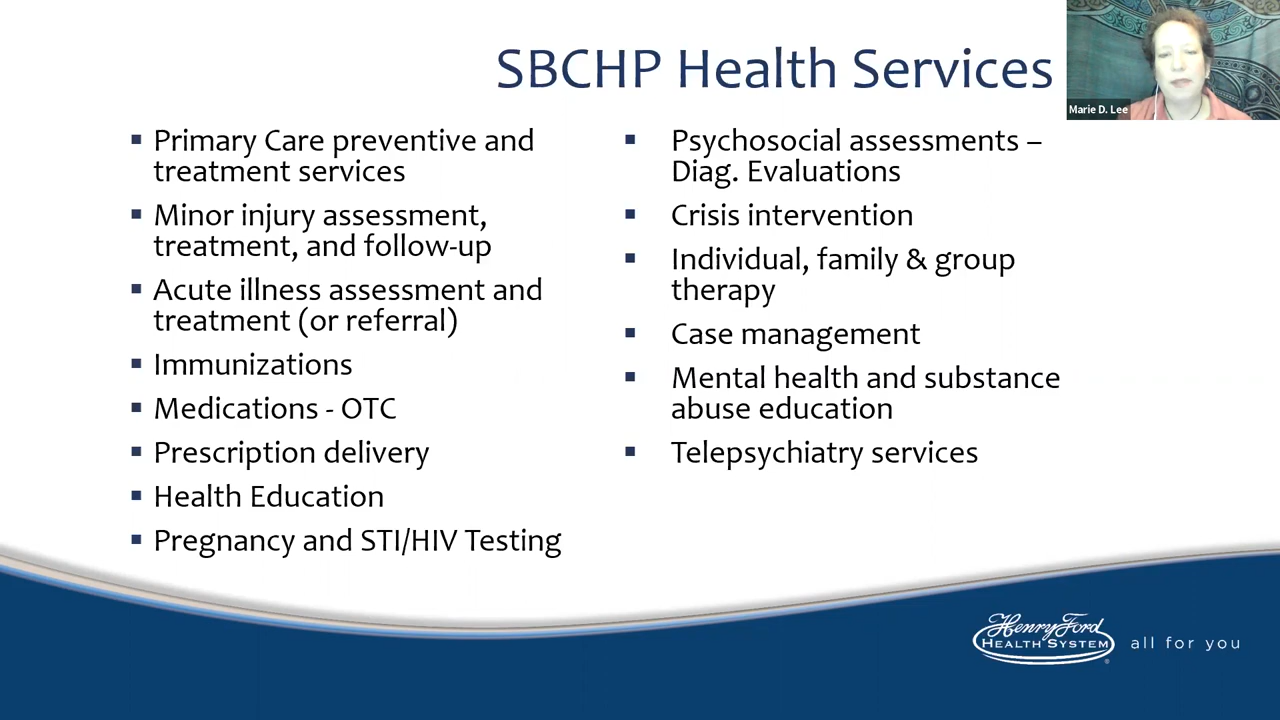 SBCHP Health Services
Marie D. Lee
▪ Primary Care preventive and
treatment services
▪ Minor injury assessment,
treatment, and follow-up
▪ Acute illness assessment and
treatment (or referral)
▪ Immunizations
▪ Medications - OTC
▪ Prescription delivery
▪ Health Education
▪ Pregnancy and STI/HIV Testing
▪ Psychosocial assessments –
Diag. Evaluations
▪ Crisis intervention
▪ Individual, family & group
therapy
▪ Case management
▪ Mental health and substance
abuse education
▪ Telepsychiatry services
Henry Ford
HEALTH SYSTEM®
all for you